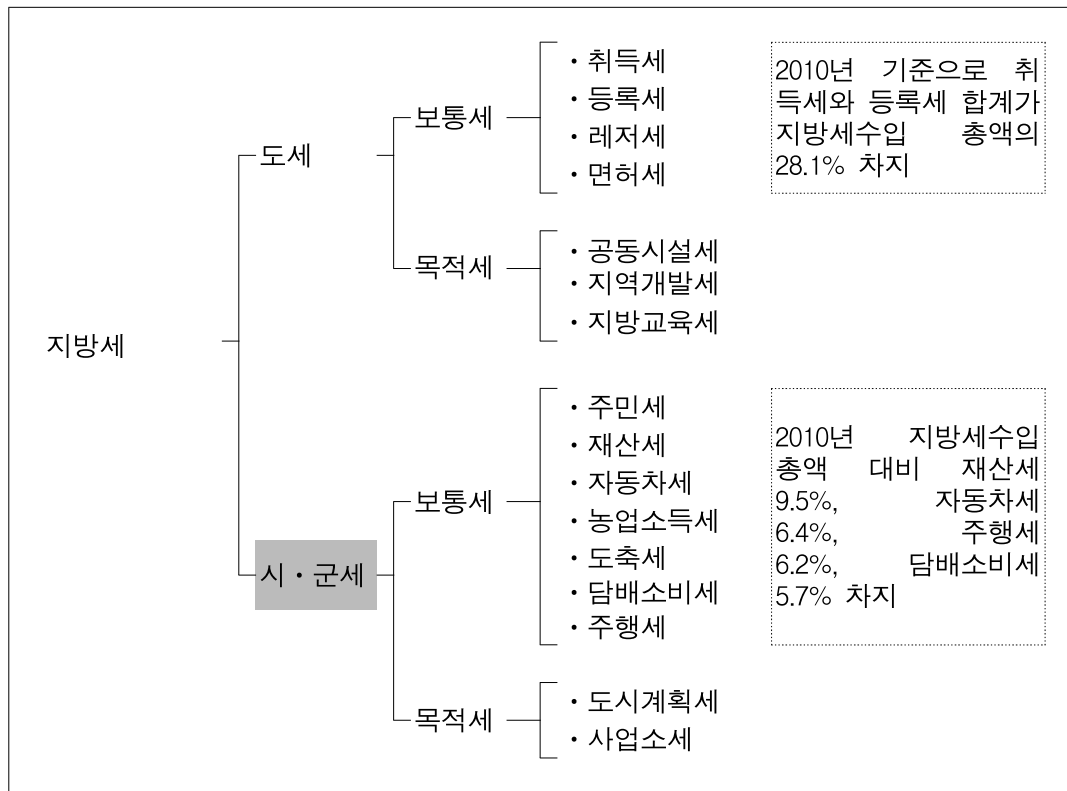 지방세
도세
보통세
・취득세
・등록세
・레저세
・면허세
2010년 기준으로 취
득세와 등록세 합계가
지방세수입 총액의
28.1% 차지
목적세
・공동시설세
・지역개발세
・지방교육세
시・군세
보통세
・주민세
・재산세
・자동차세
・농업소득세
・도축세
・담배소비세
・주행세
2010년 지방세수입
총액 대비 재산세
9.5%, 자동차세
6.4%, 주행세
6.2%, 담배소비세
5.7% 차지
목적세
・도시계획세
・사업소세